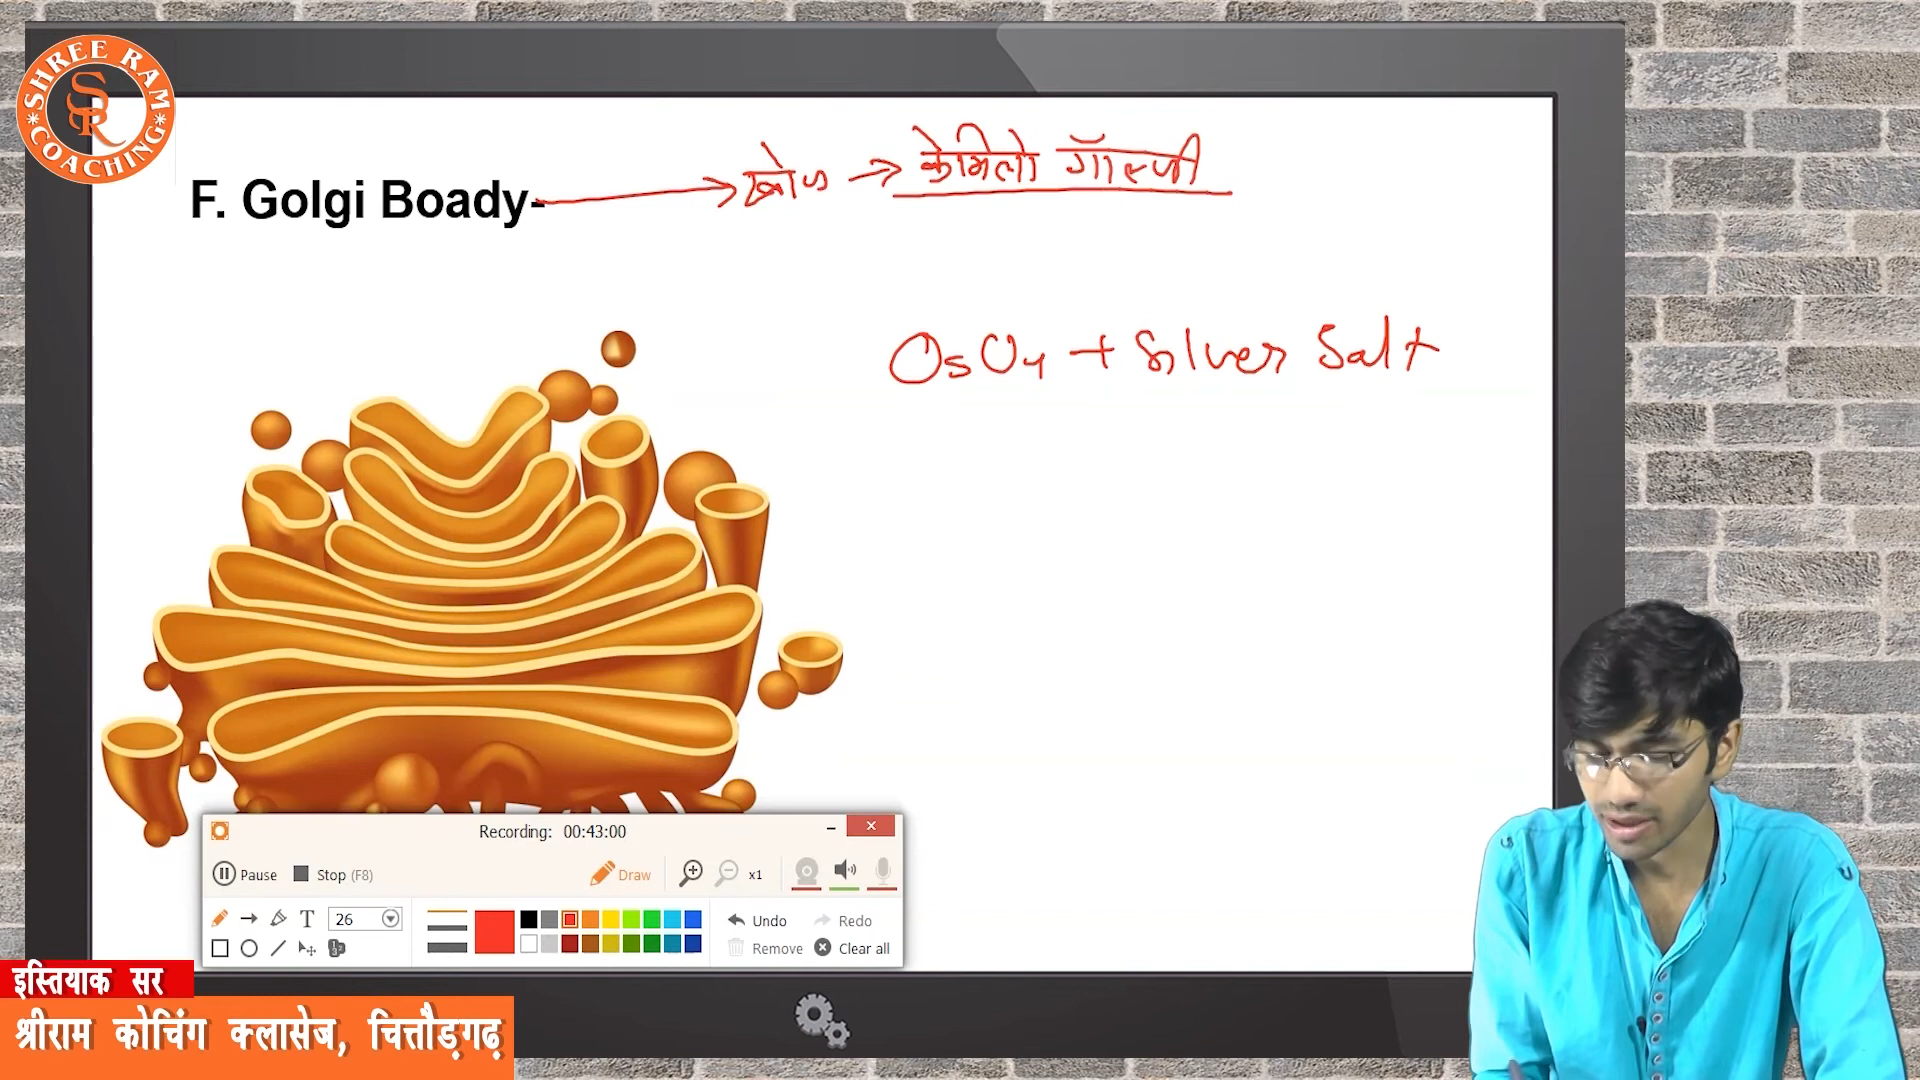 SHREE RAM
SR
COACHING
F. Golgi Boady-
खोज → केमिलो गॉल्जी
OsO4 + Silver Salt
Recording: 00:43:00
Pause
Stop (F8)
Draw
x1
T
26
Undo
Redo
Remove
Clear all
इस्तियाक सर
श्रीराम कोचिंग क्लासेज, चित्तौड़गढ़